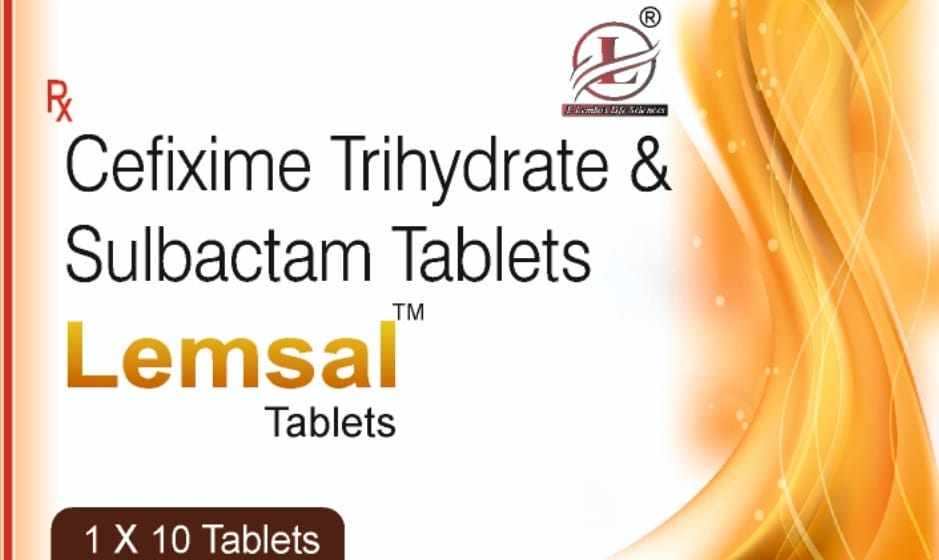 ®
L
Rx
Cefixime Trihydrate &
Sulbactam Tablets
Lemsal™
Tablets
1 X 10 Tablets